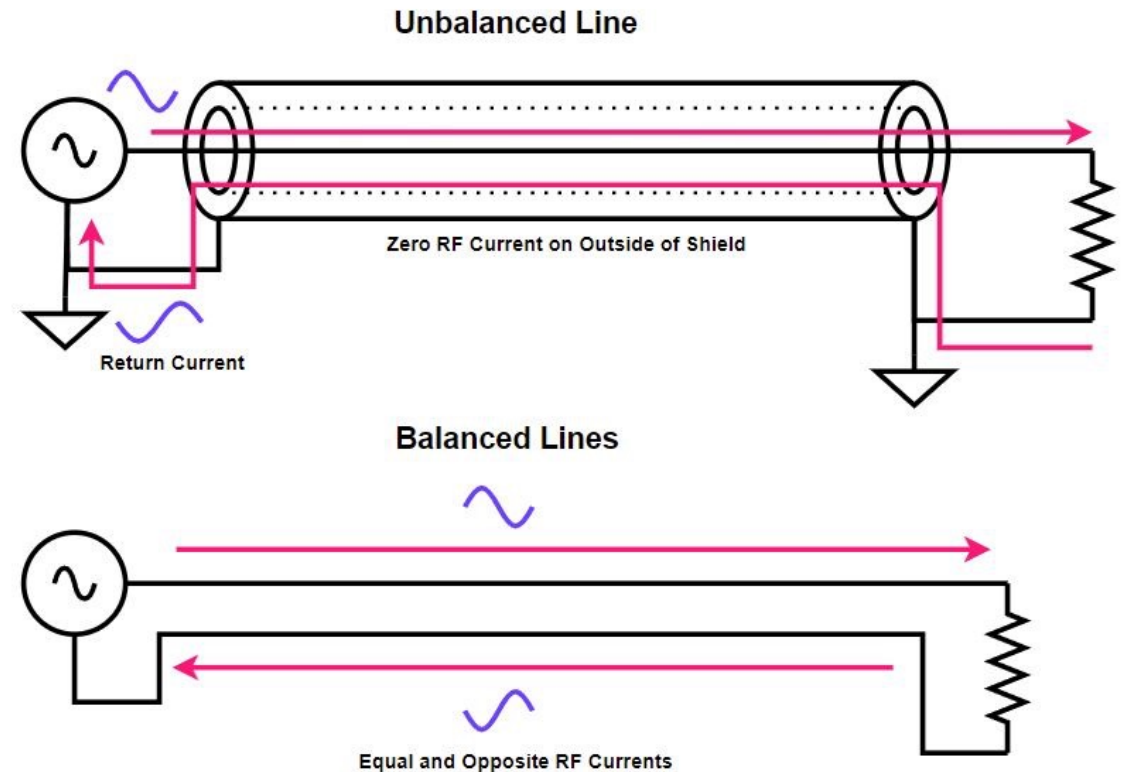 Unbalanced Line
Zero RF Current on Outside of Shield
Return Current
Balanced Lines
Equal and Opposite RF Currents